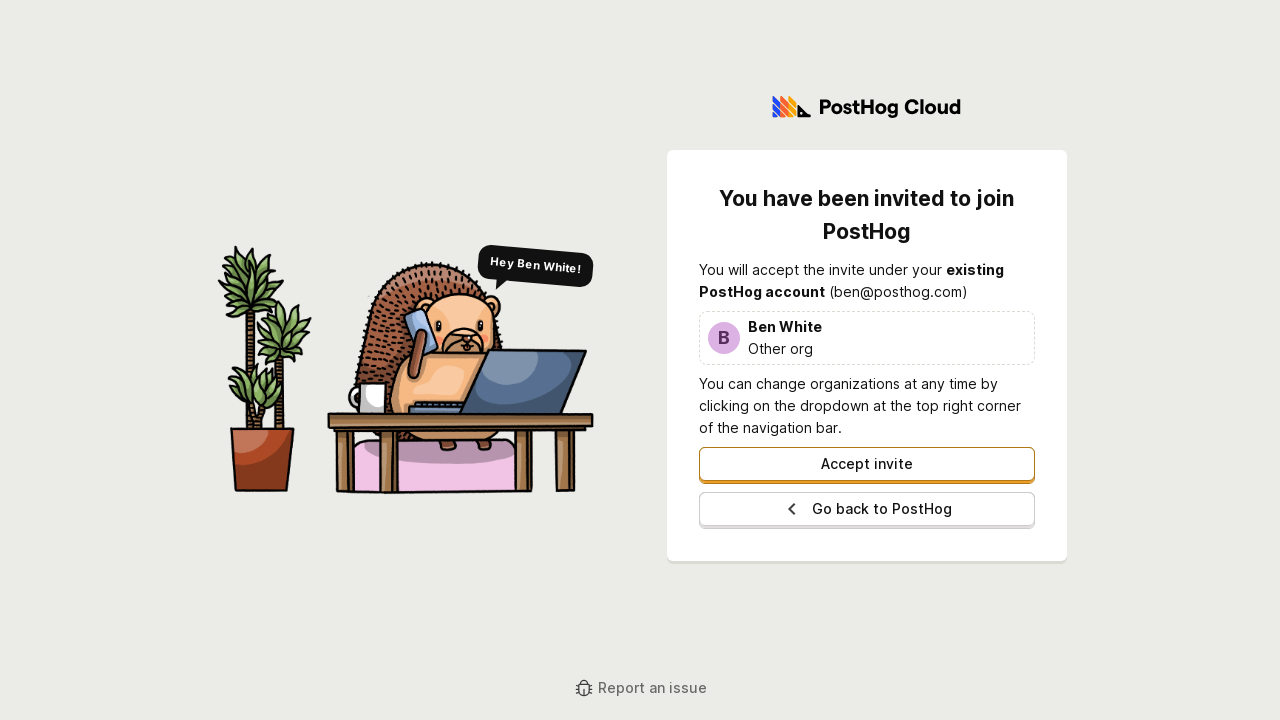 PostHog Cloud
You have been invited to join
PostHog
Hey Ben White!
You will accept the invite under your existing
PostHog account (ben@posthog.com)
B
Ben White
Other org
You can change organizations at any time by
clicking on the dropdown at the top right corner
of the navigation bar.
Accept invite
Go back to PostHog
Report an issue